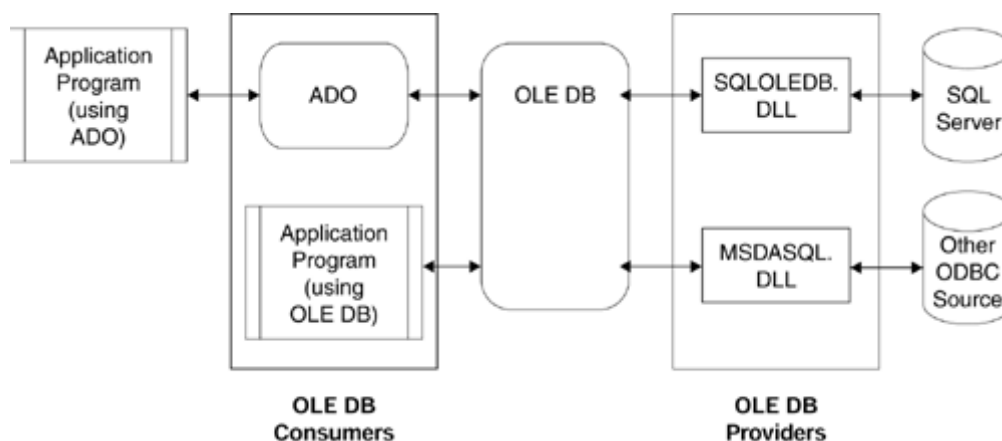 Application
Program
(using
ADO)
ADO
OLE DB
SQLOLEDB.
DLL
SQL
Server
Application
Program
(using
OLE DB)
MSDASQL.
DLL
Other
ODBC
Source
OLE DB
Consumers
OLE DB
Providers